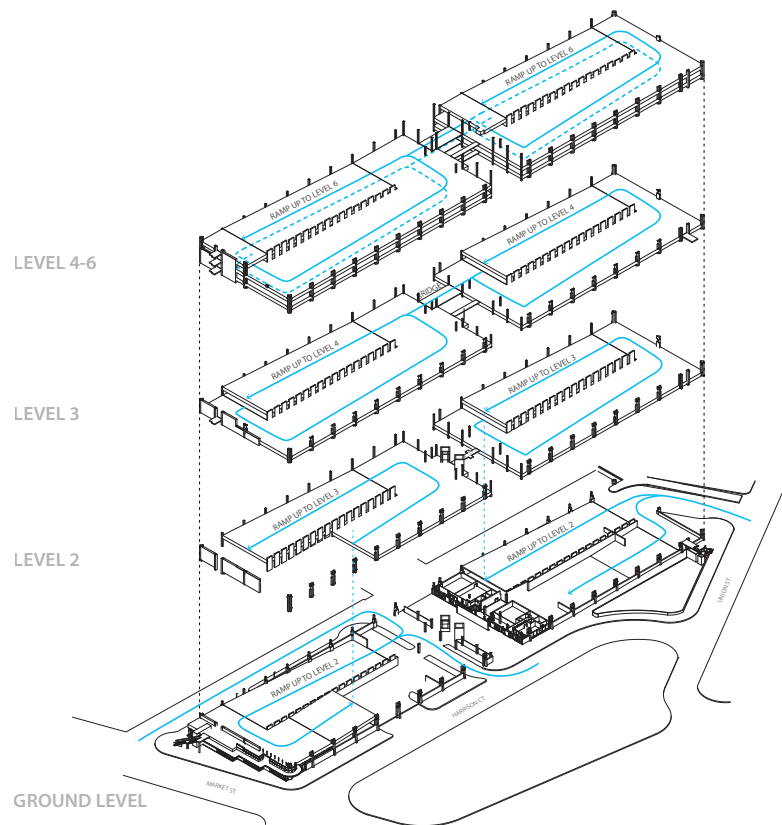 RAMP UP TO LEVEL 6
RAMP UP TO LEVEL 6
LEVEL 4-6
RAMP UP TO LEVEL 4
RIDG
RAMP UP TO LEVEL 4
RAMP UP TO LEVEL 3
LEVEL 3
RAMP UP TO LEVEL 3
RAMP UP TO LEVEL 2
LEVEL 2
UNION ST
RAMP UP TO LEVEL 2
HARRISON CT
MARKET ST
GROUND LEVEL